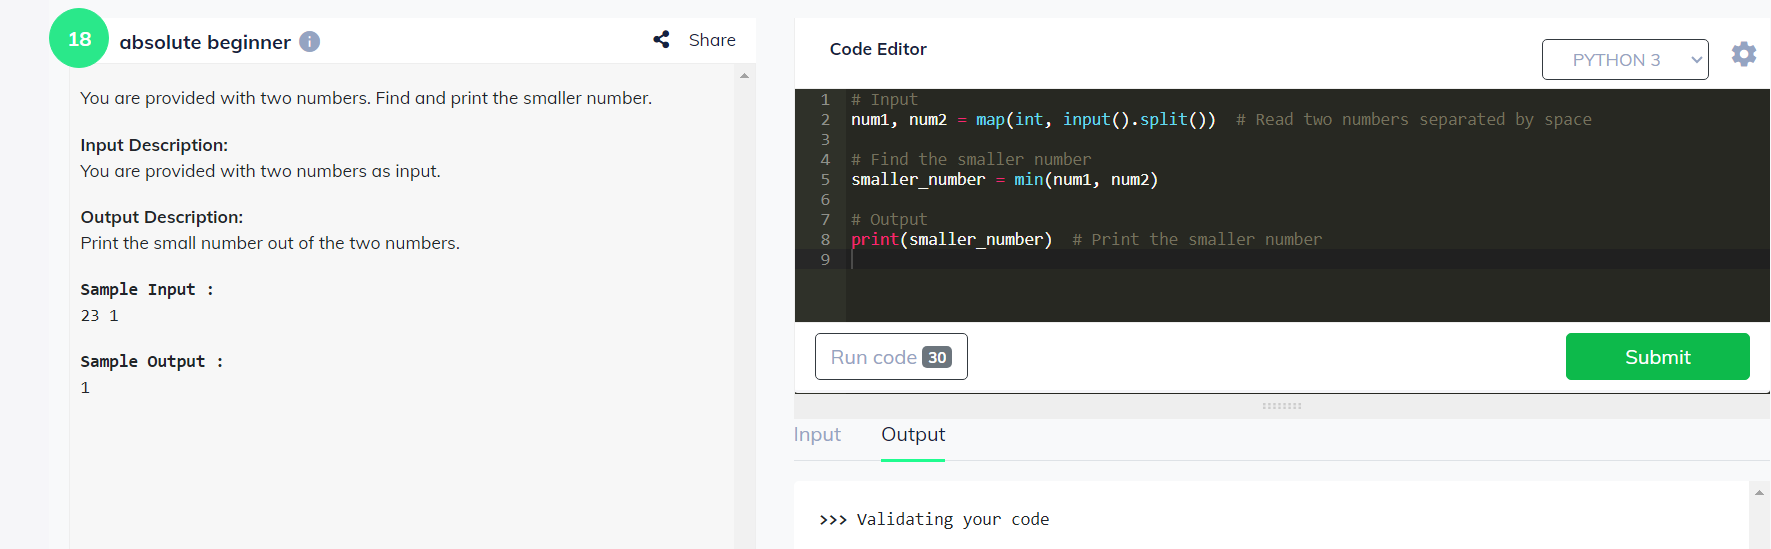 18
absolute beginner i
Share
You are provided with two numbers. Find and print the smaller number.
Input Description:
You are provided with two numbers as input.
Output Description:
Print the small number out of the two numbers.
Sample Input :
23 1
Sample Output :
1
Code Editor
PYTHON 3
1 # Input
2 num1, num2 = map(int, input().split())  # Read two numbers separated by space
3
4 # Find the smaller number
5 smaller_number = min(num1, num2)
6
7 # Output
8 print(smaller_number)  # Print the smaller number
9
Run code 30
Submit
Input Output
>>> Validating your code